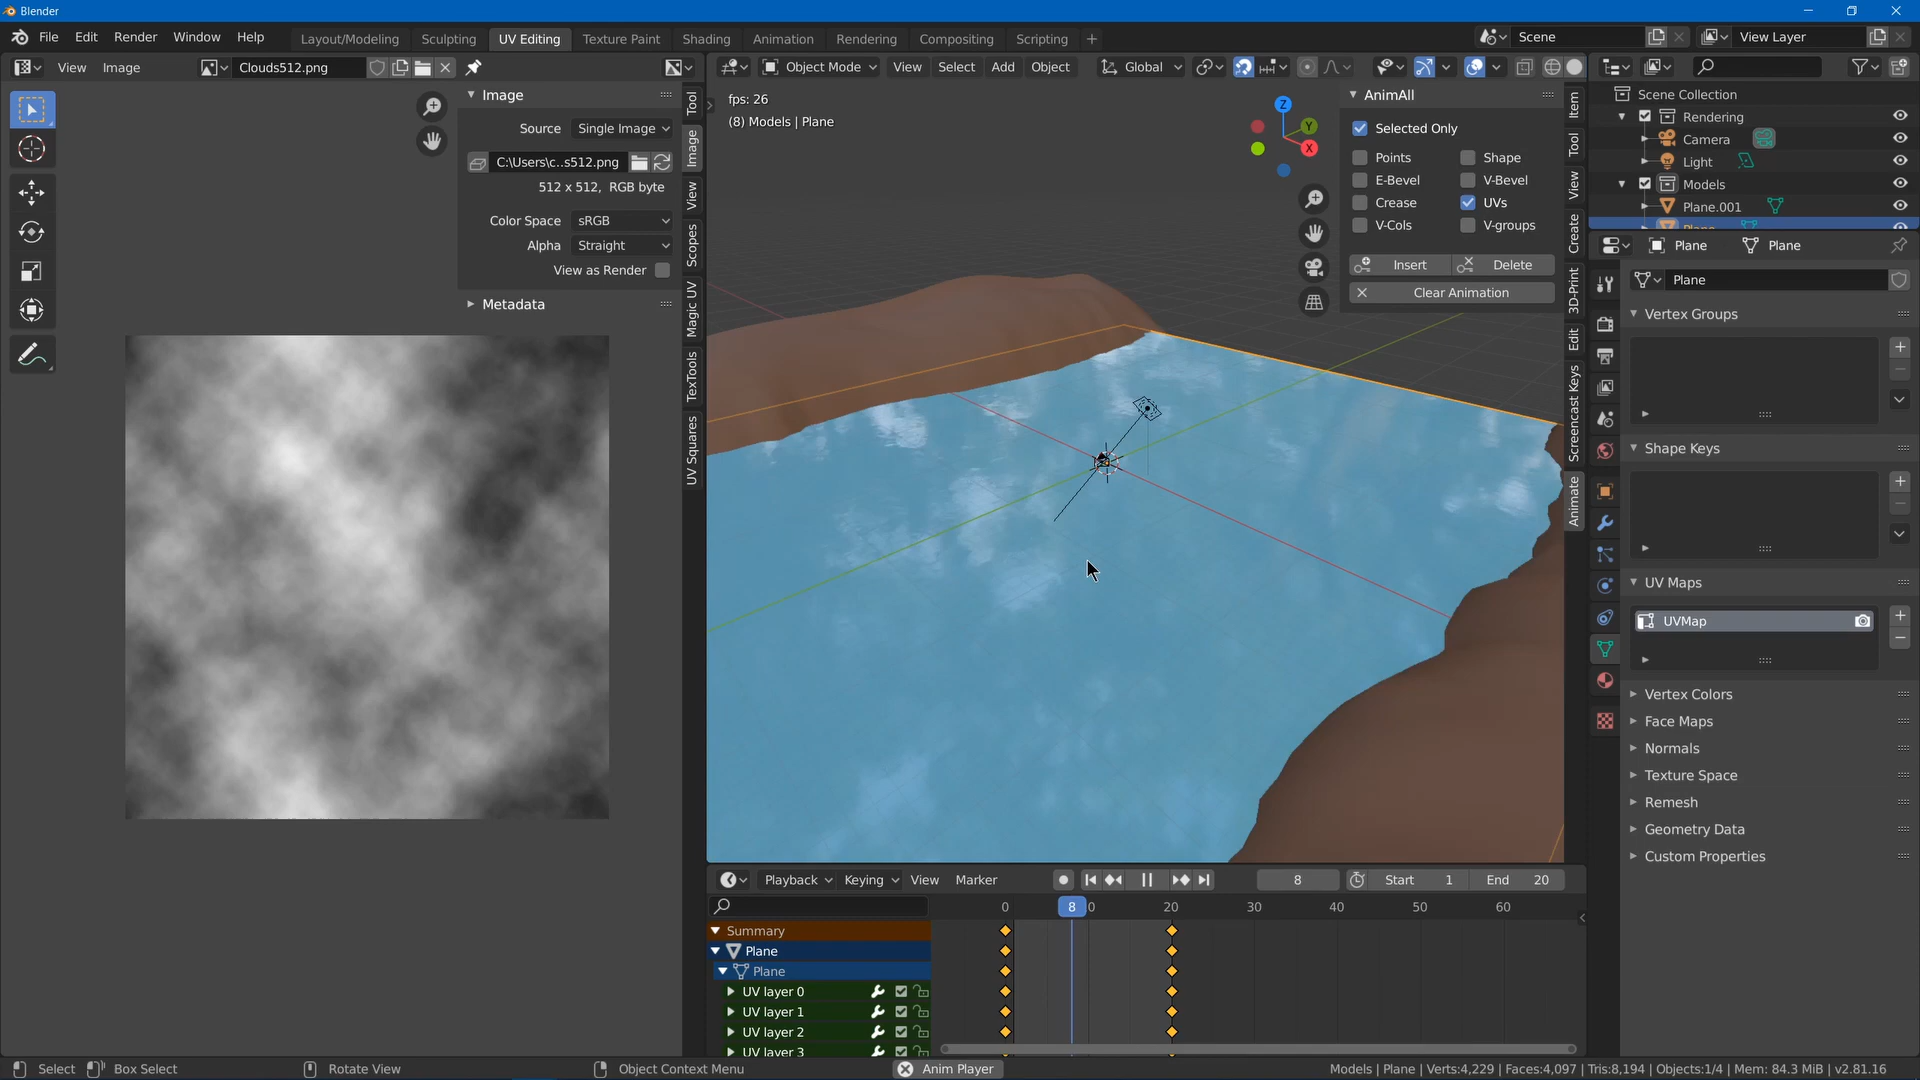 Blender
File Edit Render Window Help
Layout/Modeling Sculpting UV Editing Texture Paint Shading Animation Rendering Compositing Scripting +
Scene
View Layer
View Image
Clouds512.png
Object Mode View Select Add Object
Global
Image
Source Single Image
C:\Users\c..s512.png
512 x 512, RGB byte
Color Space sRGB
Alpha Straight
View as Render
Metadata
Tool
Image
View
Scopes
Magic UV
TexTools
UV Squares
fps: 26
(8) Models | Plane
Z
Y
X
AnimAll
Selected Only
Points Shape
E-Bevel V-Bevel
Crease UVs
V-Cols V-groups
Insert Delete
Clear Animation
Item
Tool
View
Create
3D-Print
Edit
Screencast Keys
Animate
Scene Collection
Rendering
Camera
Light
Models
Plane.001
Plane
Plane Plane
Plane
Vertex Groups
Shape Keys
UV Maps
UVMap
Vertex Colors
Face Maps
Normals
Texture Space
Remesh
Geometry Data
Custom Properties
Playback Keying View Marker
8
Start 1 End 20
0 8 0 20 30 40 50 60
Summary
Plane
Plane
UV layer 0
UV layer 1
UV layer 2
UV layer 3
Select Box Select Rotate View Object Context Menu Anim Player
Models | Plane | Verts:4,229 | Faces:4,097 | Tris:8,194 | Objects:1/4 | Mem: 84.3 MiB | v2.81.16